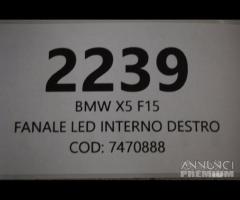 2239
BMW X5 F15
FANALE LED INTERNO DESTRO
COD: 7470888
ANNUNCI
PREMIUM